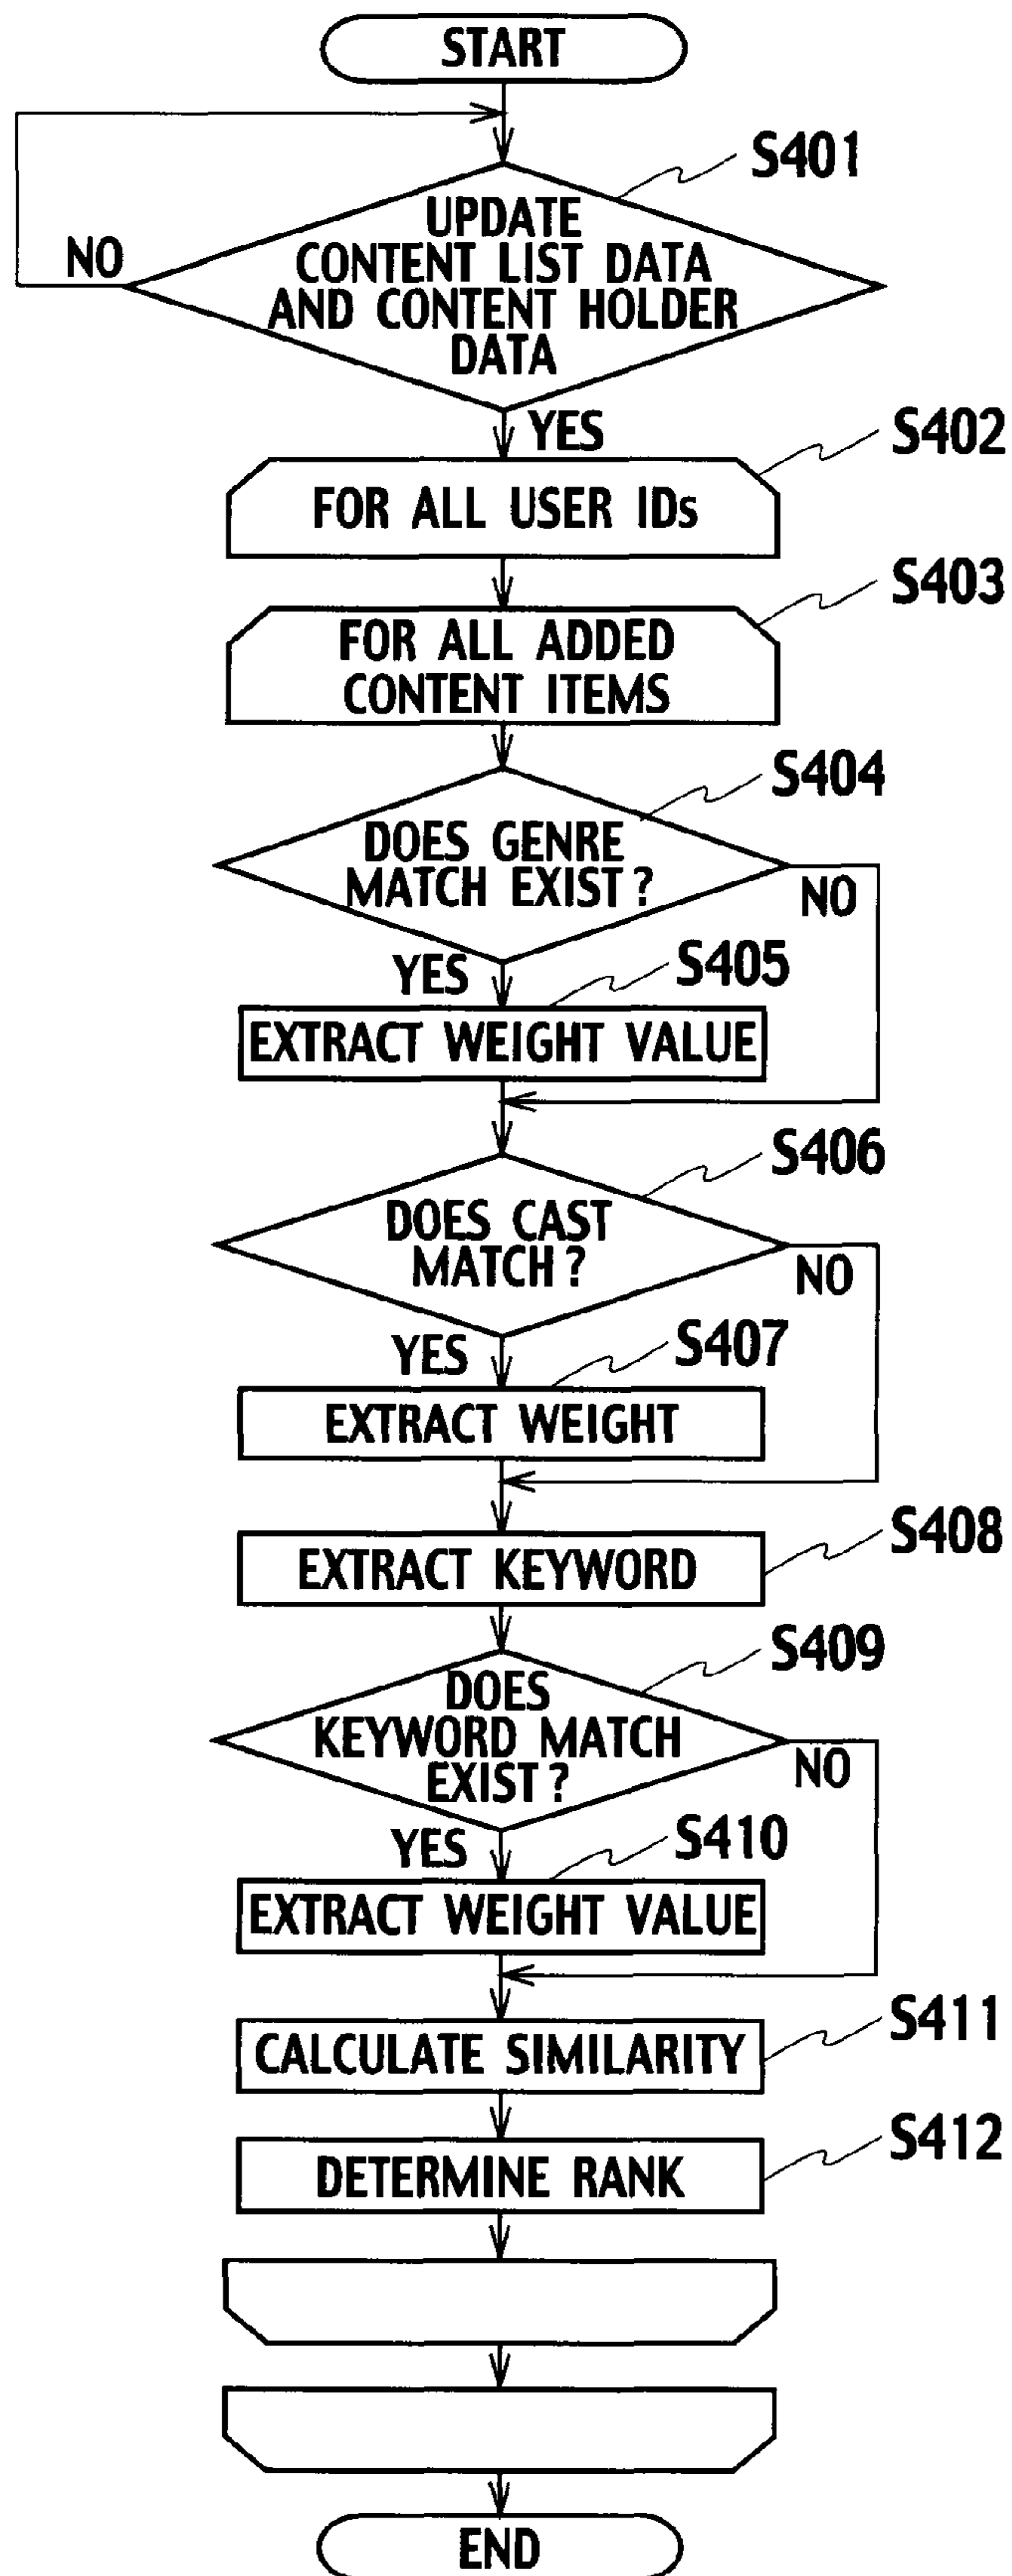 START
S401
UPDATE
CONTENT LIST DATA
AND CONTENT HOLDER
DATA
NO
YES
S402
FOR ALL USER IDs
S403
FOR ALL ADDED
CONTENT ITEMS
S404
DOES GENRE
MATCH EXIST?
NO
YES
S405
EXTRACT WEIGHT VALUE
S406
DOES CAST
MATCH?
NO
YES
S407
EXTRACT WEIGHT
S408
EXTRACT KEYWORD
S409
DOES
KEYWORD MATCH
EXIST?
NO
YES
S410
EXTRACT WEIGHT VALUE
S411
CALCULATE SIMILARITY
S412
DETERMINE RANK
END